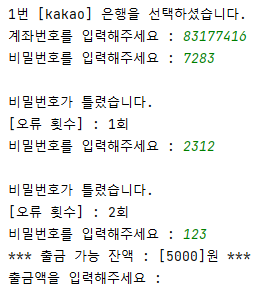 1번 [kakao] 은행을 선택하셨습니다.
계좌번호를 입력해주세요 : 83177416
비밀번호를 입력해주세요 : 7283

비밀번호가 틀렸습니다.
[오류 횟수] : 1회
비밀번호를 입력해주세요 : 2312

비밀번호가 틀렸습니다.
[오류 횟수] : 2회
비밀번호를 입력해주세요 : 123
*** 출금 가능 잔액 : [5000]원 ***
출금액을 입력해주세요 :